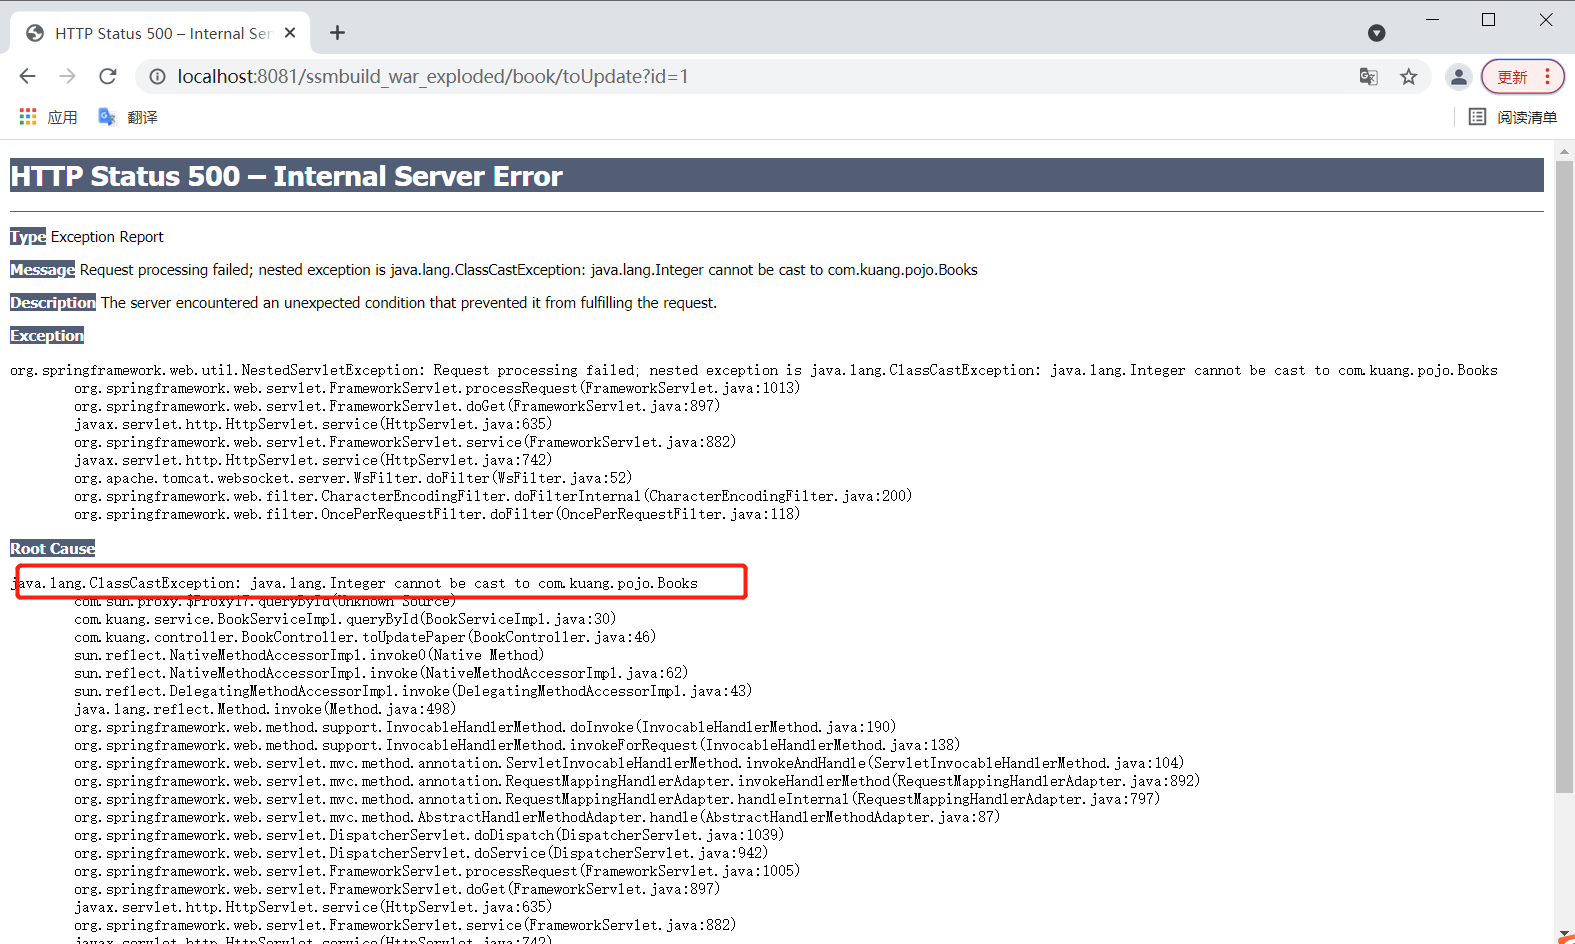 HTTP Status 500 – Internal Ser
localhost:8081/ssmbuild_war_exploded/book/toUpdate?id=1
更新
应用
翻译
阅读清单
HTTP Status 500 – Internal Server Error
Type Exception Report
Message Request processing failed; nested exception is java.lang.ClassCastException: java.lang.Integer cannot be cast to com.kuang.pojo.Books
Description The server encountered an unexpected condition that prevented it from fulfilling the request.
Exception
org.springframework.web.util.NestedServletException: Request processing failed; nested exception is java.lang.ClassCastException: java.lang.Integer cannot be cast to com.kuang.pojo.Books
org.springframework.web.servlet.FrameworkServlet.processRequest(FrameworkServlet.java:1013)
org.springframework.web.servlet.FrameworkServlet.doGet(FrameworkServlet.java:897)
javax.servlet.http.HttpServlet.service(HttpServlet.java:635)
org.springframework.web.servlet.FrameworkServlet.service(FrameworkServlet.java:882)
javax.servlet.http.HttpServlet.service(HttpServlet.java:742)
org.apache.tomcat.websocket.server.WsFilter.doFilter(WsFilter.java:52)
org.springframework.web.filter.CharacterEncodingFilter.doFilterInternal(CharacterEncodingFilter.java:200)
org.springframework.web.filter.OncePerRequestFilter.doFilter(OncePerRequestFilter.java:118)
Root Cause
java.lang.ClassCastException: java.lang.Integer cannot be cast to com.kuang.pojo.Books
com.sun.proxy.$Proxy17.queryById(Unknown Source)
com.kuang.service.BookServiceImpl.queryById(BookServiceImpl.java:30)
com.kuang.controller.BookController.toUpdatePaper(BookController.java:46)
sun.reflect.NativeMethodAccessorImpl.invoke0(Native Method)
sun.reflect.NativeMethodAccessorImpl.invoke(NativeMethodAccessorImpl.java:62)
sun.reflect.DelegatingMethodAccessorImpl.invoke(DelegatingMethodAccessorImpl.java:43)
java.lang.reflect.Method.invoke(Method.java:498)
org.springframework.web.method.support.InvocableHandlerMethod.doInvoke(InvocableHandlerMethod.java:190)
org.springframework.web.method.support.InvocableHandlerMethod.invokeForRequest(InvocableHandlerMethod.java:138)
org.springframework.web.servlet.mvc.method.annotation.ServletInvocableHandlerMethod.invokeAndHandle(ServletInvocableHandlerMethod.java:104)
org.springframework.web.servlet.mvc.method.annotation.RequestMappingHandlerAdapter.invokeHandlerMethod(RequestMappingHandlerAdapter.java:892)
org.springframework.web.servlet.mvc.method.annotation.RequestMappingHandlerAdapter.handleInternal(RequestMappingHandlerAdapter.java:797)
org.springframework.web.servlet.mvc.method.AbstractHandlerMethodAdapter.handle(AbstractHandlerMethodAdapter.java:87)
org.springframework.web.servlet.DispatcherServlet.doDispatch(DispatcherServlet.java:1039)
org.springframework.web.servlet.DispatcherServlet.doService(DispatcherServlet.java:942)
org.springframework.web.servlet.FrameworkServlet.processRequest(FrameworkServlet.java:1005)
org.springframework.web.servlet.FrameworkServlet.doGet(FrameworkServlet.java:897)
javax.servlet.http.HttpServlet.service(HttpServlet.java:635)
org.springframework.web.servlet.FrameworkServlet.service(FrameworkServlet.java:882)
javax.servlet.http.HttpServlet.service(HttpServlet.java:742)